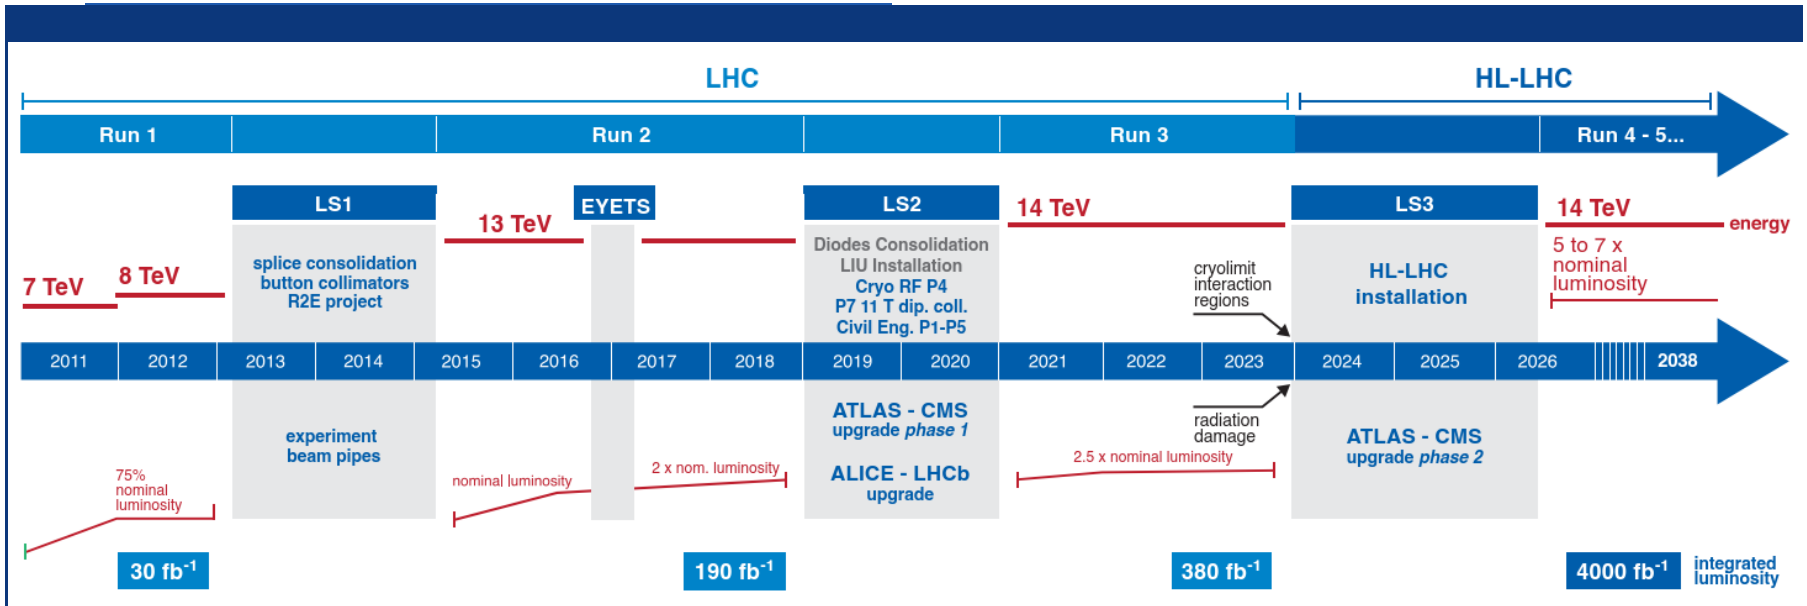 LHC
HL-LHC
Run 1
Run 2
Run 3
Run 4 - 5...
LS1
EYETS
LS2
LS3
7 TeV
8 TeV
13 TeV
14 TeV
14 TeV
energy
splice consolidation
button collimators
R2E project
Diodes Consolidation
LIU Installation
Cryo RF P4
P7 11 T dip. coll.
Civil Eng. P1-P5
cryolimit
interaction
regions
HL-LHC
installation
5 to 7 x
nominal
luminosity
2011
2012
2013
2014
2015
2016
2017
2018
2019
2020
2021
2022
2023
2024
2025
2026
2038
experiment
beam pipes
ATLAS - CMS
upgrade phase 1
ALICE - LHCb
upgrade
radiation
damage
ATLAS - CMS
upgrade phase 2
75%
nominal
luminosity
nominal luminosity
2 x nom. luminosity
2.5 x nominal luminosity
30 fb⁻¹
190 fb⁻¹
380 fb⁻¹
4000 fb⁻¹
integrated
luminosity